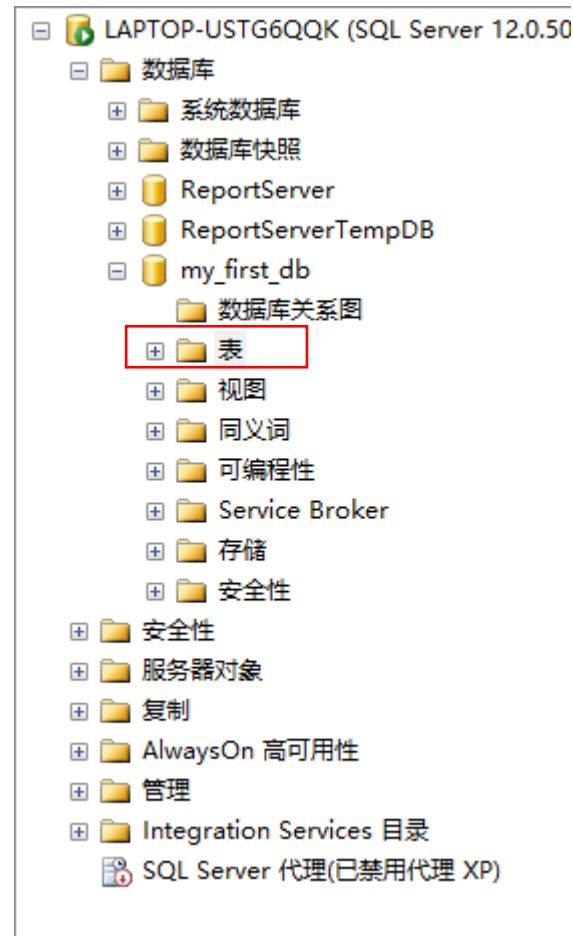 LAPTOP-USTG6QQK (SQL Server 12.0.50
数据库
系统数据库
数据库快照
ReportServer
ReportServerTempDB
my_first_db
数据库关系图
表
视图
同义词
可编程性
Service Broker
存储
安全性
安全性
服务器对象
复制
AlwaysOn 高可用性
管理
Integration Services 目录
SQL Server 代理(已禁用代理 XP)